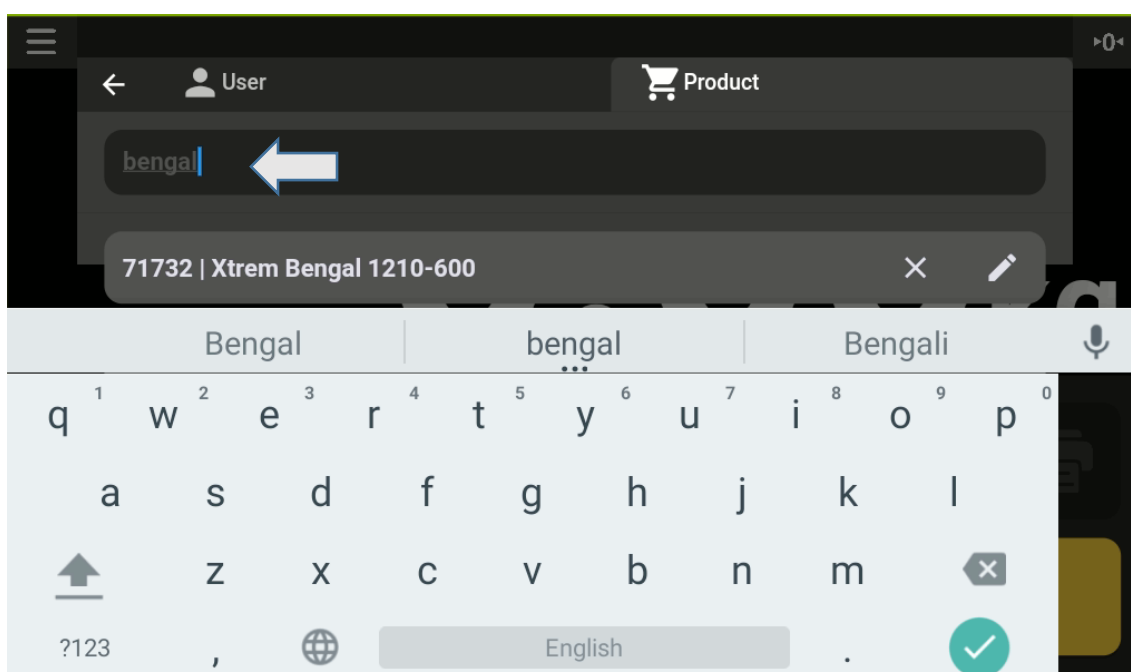 ▸0◂
User Product
bengal
71732 | Xtrem Bengal 1210-600
Bengal bengal Bengali
1 2 3 4 5 6 7 8 9 0
q w e r t y u i o p
a s d f g h j k l
z x c v b n m
?123 , English .